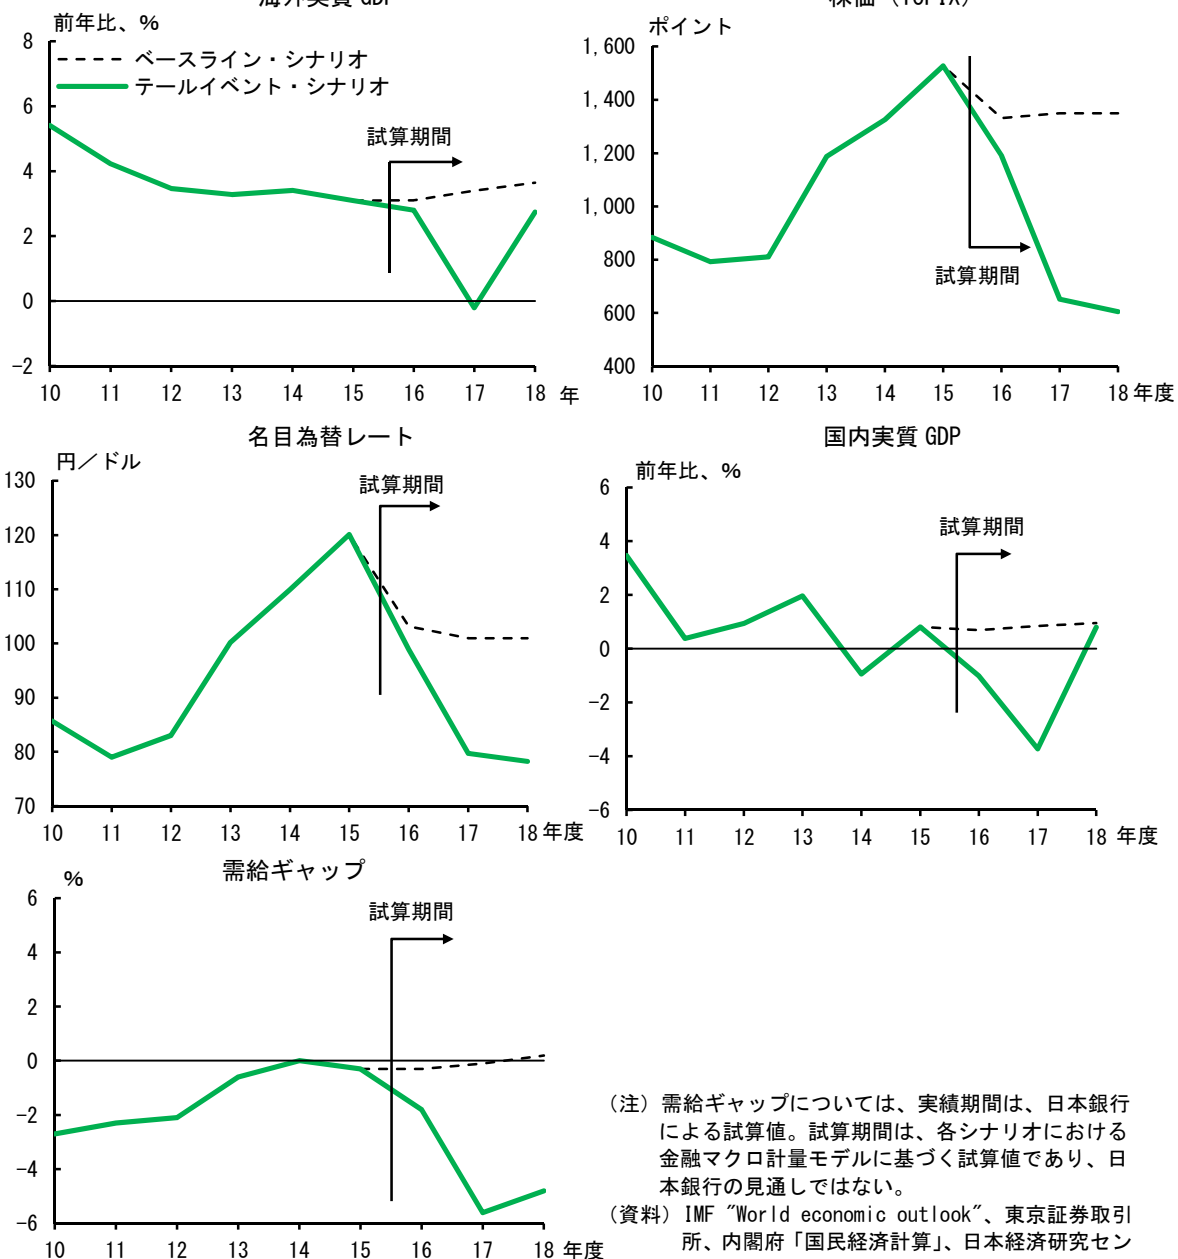 海外実質 GDP
前年比、%
8
6
4
2
0
-2
ベースライン・シナリオ
テールイベント・シナリオ
試算期間
10 11 12 13 14 15 16 17 18 年
株価（TOPIX）
ポイント
1,600
1,400
1,200
1,000
800
600
400
試算期間
10 11 12 13 14 15 16 17 18 年度
名目為替レート
円／ドル
130
120
110
100
90
80
70
試算期間
10 11 12 13 14 15 16 17 18 年度
国内実質 GDP
前年比、%
6
4
2
0
-2
-4
-6
試算期間
10 11 12 13 14 15 16 17 18 年度
需給ギャップ
%
6
4
2
0
-2
-4
-6
試算期間
10 11 12 13 14 15 16 17 18 年度
（注）需給ギャップについては、実績期間は、日本銀行
による試算値。試算期間は、各シナリオにおける
金融マクロ計量モデルに基づく試算値であり、日
本銀行の見通しではない。
（資料）IMF "World economic outlook"、東京証券取引
所、内閣府「国民経済計算」、日本経済研究セン